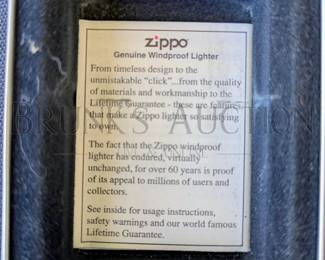 zippo
Genuine Windproof Lighter
From timeless design to the
unmistakable "click"...from the quality
of materials and workmanship to the
Lifetime Guarantee - these are features
that make a Zippo lighter so satisfying
to own.
The fact that the Zippo windproof
lighter has endured, virtually
unchanged, for over 60 years is proof
of its appeal to millions of users and
collectors.
See inside for usage instructions,
safety warnings and our world famous
Lifetime Guarantee.